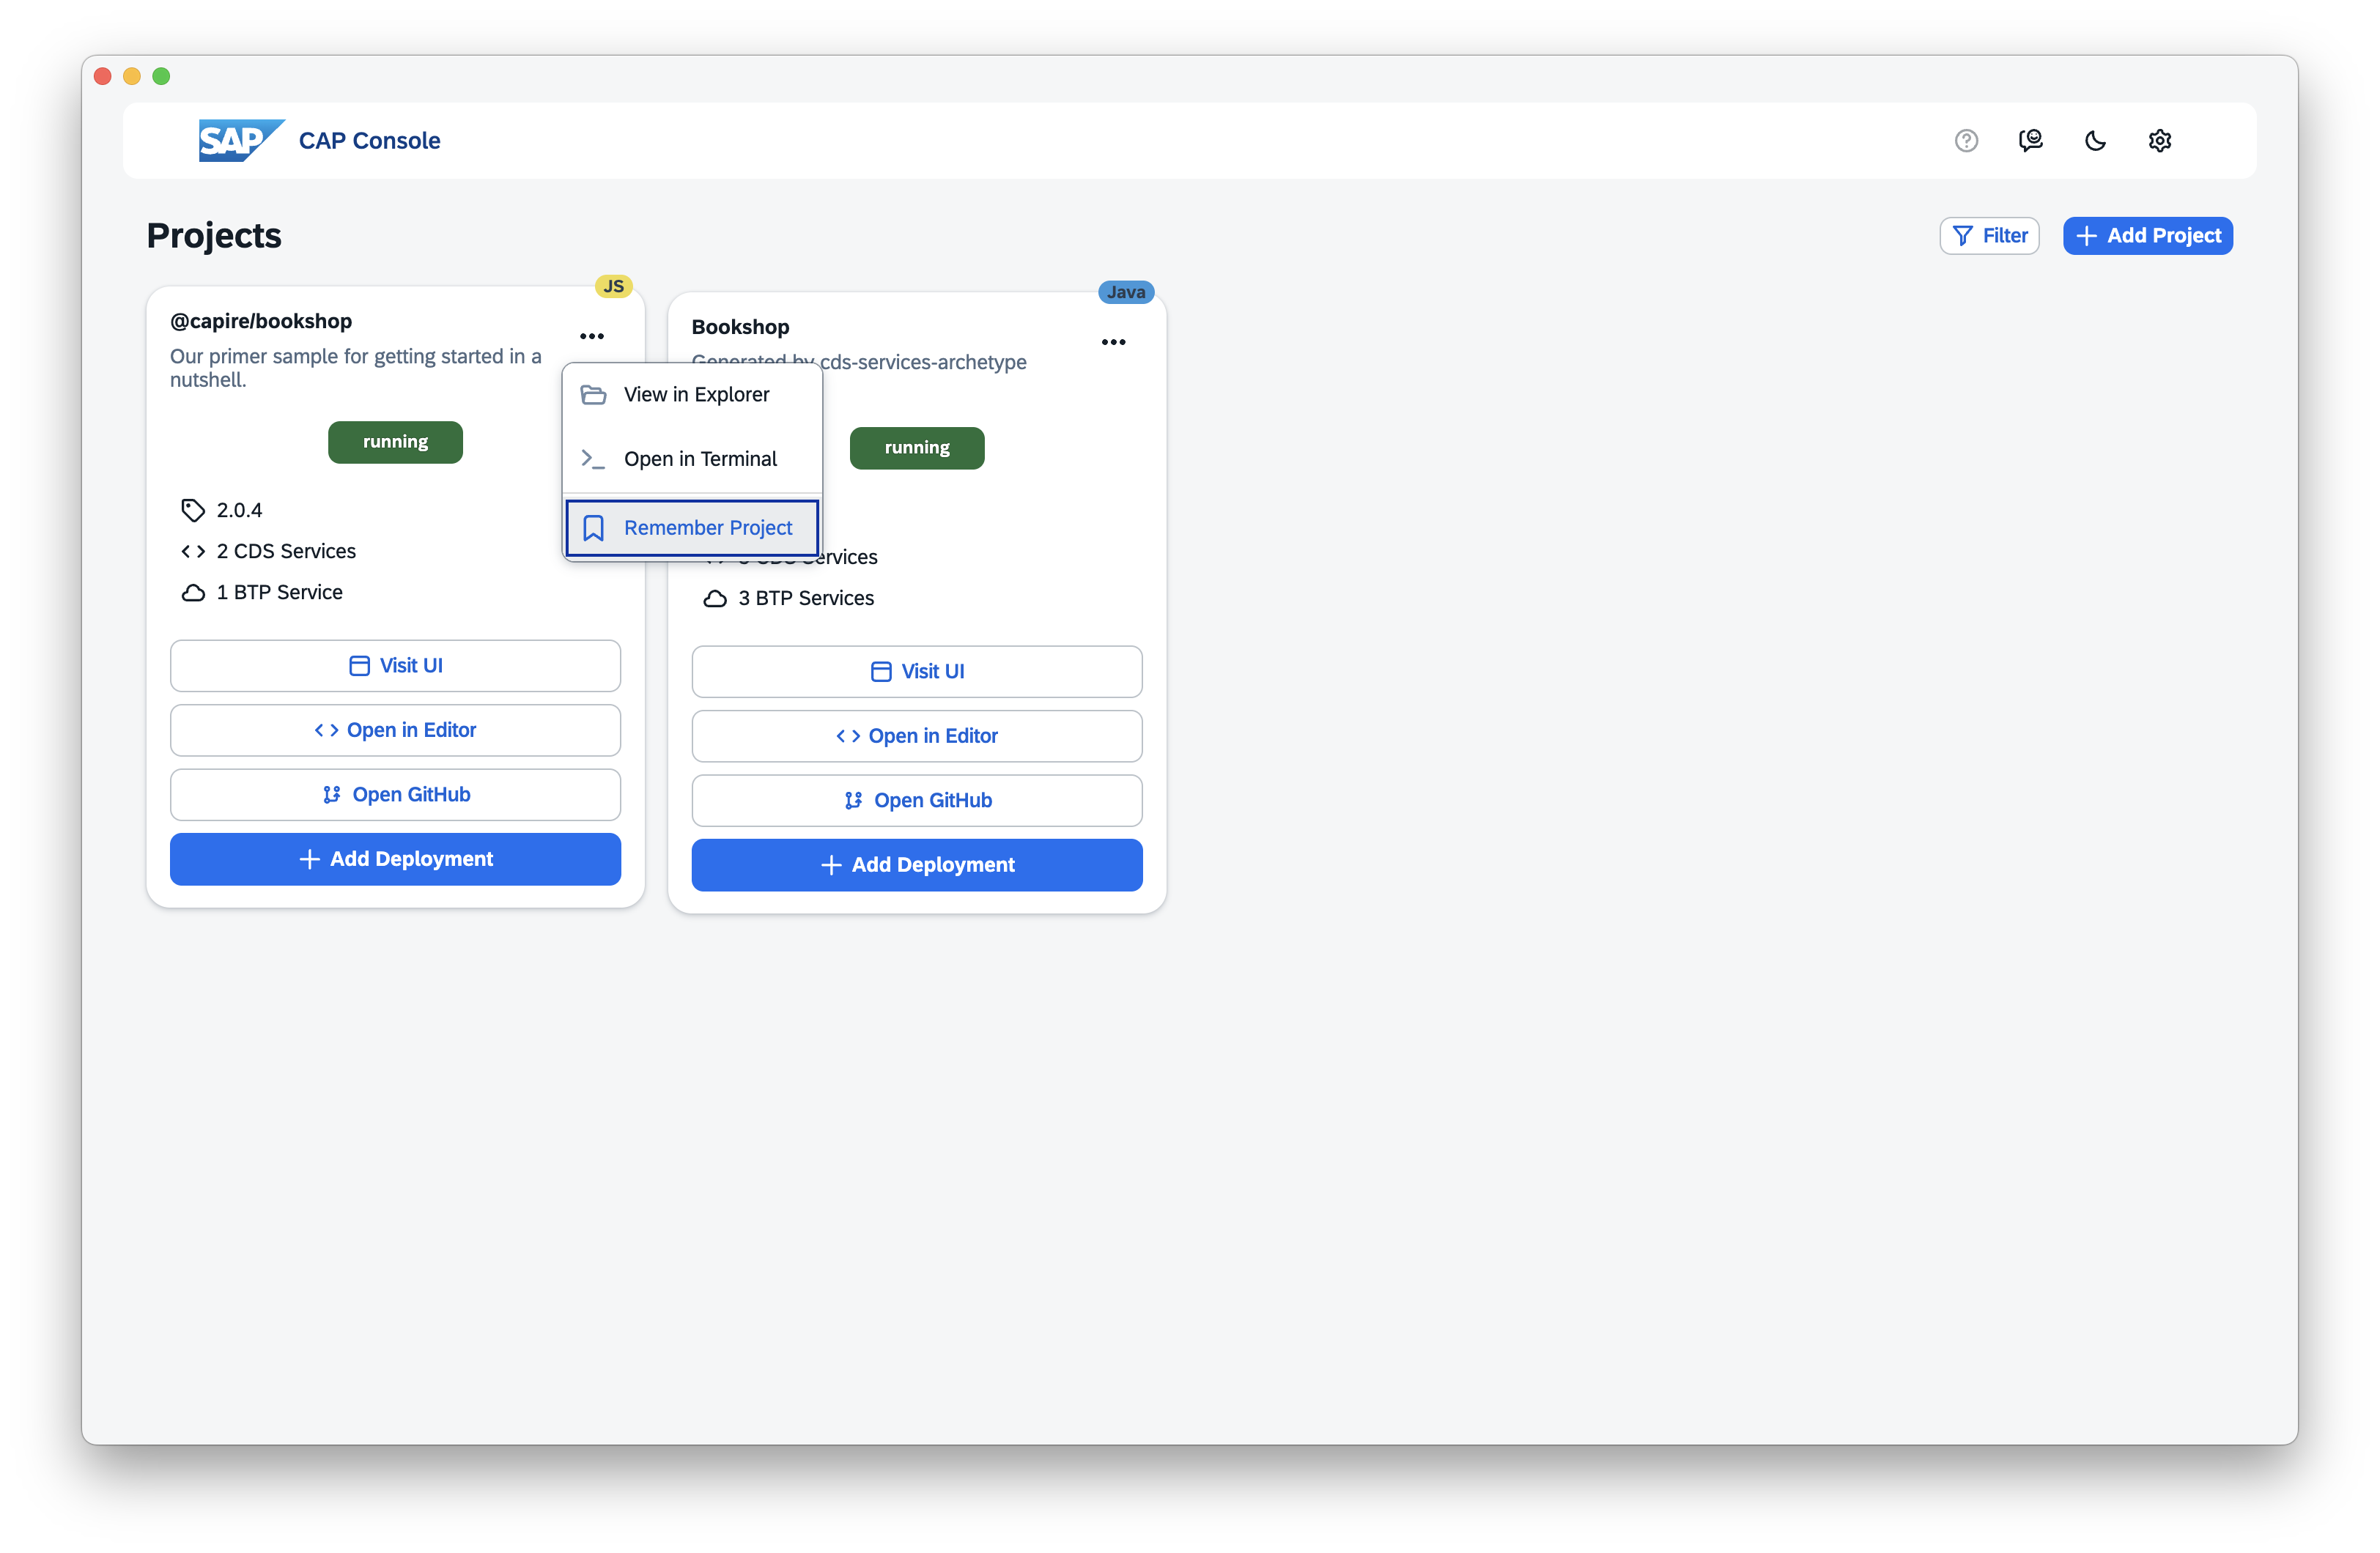 SAP CAP Console
Projects
Filter
Add Project
JS
@capire/bookshop
Our primer sample for getting started in a
nutshell.
running
2.0.4
2 CDS Services
1 BTP Service
Visit UI
Open in Editor
Open GitHub
Add Deployment
View in Explorer
Open in Terminal
Remember Project
Java
Bookshop
Generated by cds-services-archetype
running
CDS Services
3 BTP Services
Visit UI
Open in Editor
Open GitHub
Add Deployment